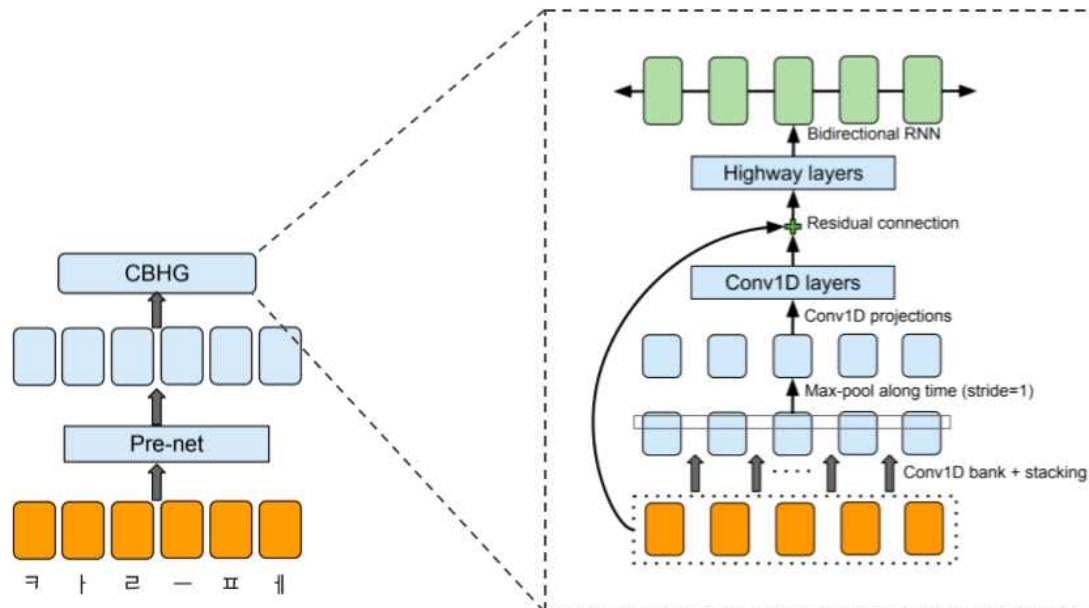 CBHG
Pre-net
ㅋ ㅏ ㄹ ㅡ ㅍ ㅔ
Bidirectional RNN
Highway layers
Residual connection
Conv1D layers
Conv1D projections
Max-pool along time (stride=1)
Conv1D bank + stacking